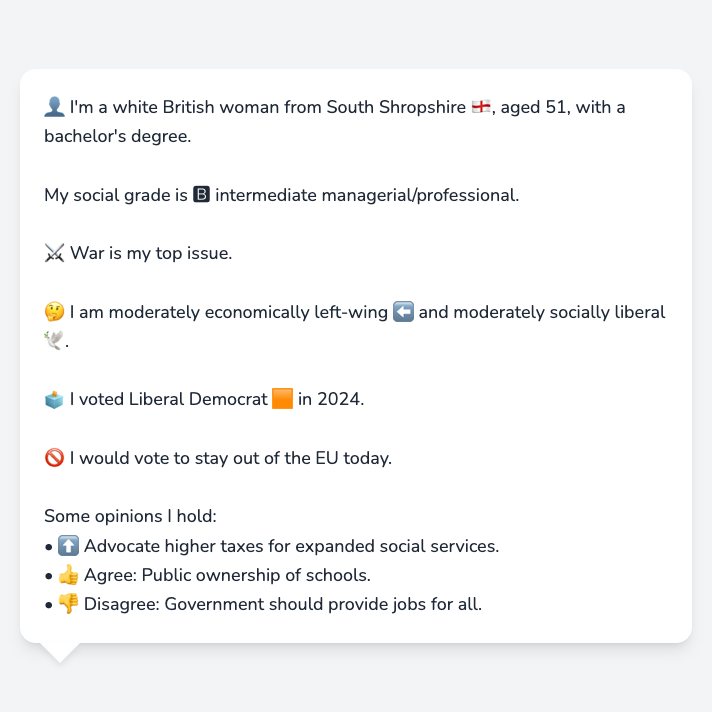 👤 I'm a white British woman from South Shropshire 🏴󠁧󠁢󠁥󠁮󠁧󠁿, aged 51, with a
bachelor's degree.
My social grade is 🅱 intermediate managerial/professional.
⚔️ War is my top issue.
🤔 I am moderately economically left-wing ⬅️ and moderately socially liberal
🕊️.
🗳️ I voted Liberal Democrat 🟧 in 2024.
🚫 I would vote to stay out of the EU today.
Some opinions I hold:
• ⬆️ Advocate higher taxes for expanded social services.
• 👍 Agree: Public ownership of schools.
• 👎 Disagree: Government should provide jobs for all.